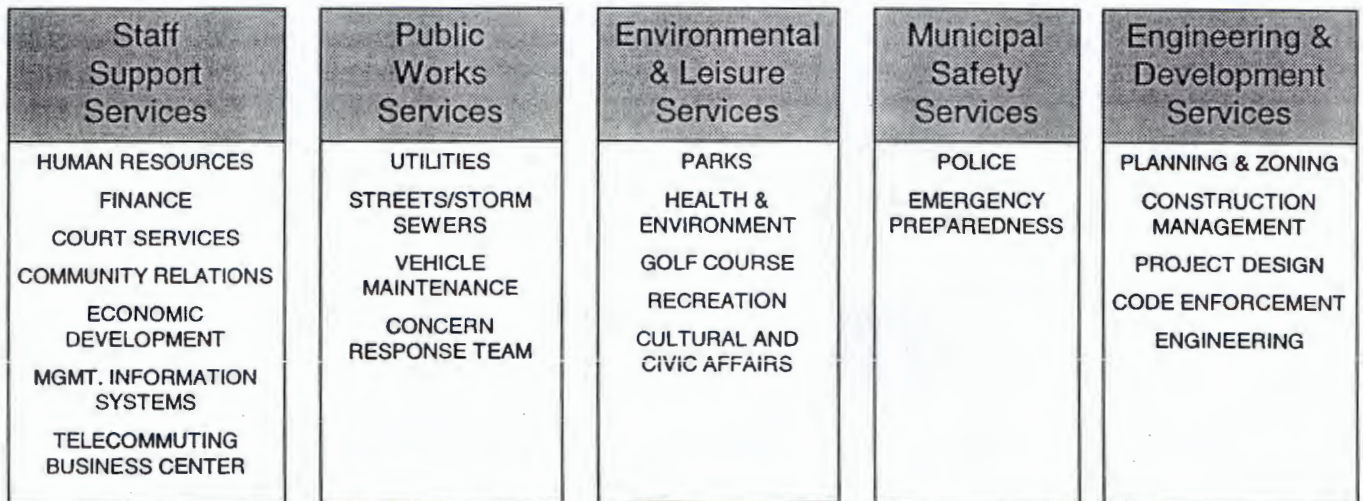 Staff
Support
Services
HUMAN RESOURCES
FINANCE
COURT SERVICES
COMMUNITY RELATIONS
ECONOMIC
DEVELOPMENT
MGMT. INFORMATION
SYSTEMS
TELECOMMUTING
BUSINESS CENTER
Public
Works
Services
UTILITIES
STREETS/STORM
SEWERS
VEHICLE
MAINTENANCE
CONCERN
RESPONSE TEAM
Environmental
& Leisure
Services
PARKS
HEALTH &
ENVIRONMENT
GOLF COURSE
RECREATION
CULTURAL AND
CIVIC AFFAIRS
Municipal
Safety
Services
POLICE
EMERGENCY
PREPAREDNESS
Engineering &
Development
Services
PLANNING & ZONING
CONSTRUCTION
MANAGEMENT
PROJECT DESIGN
CODE ENFORCEMENT
ENGINEERING